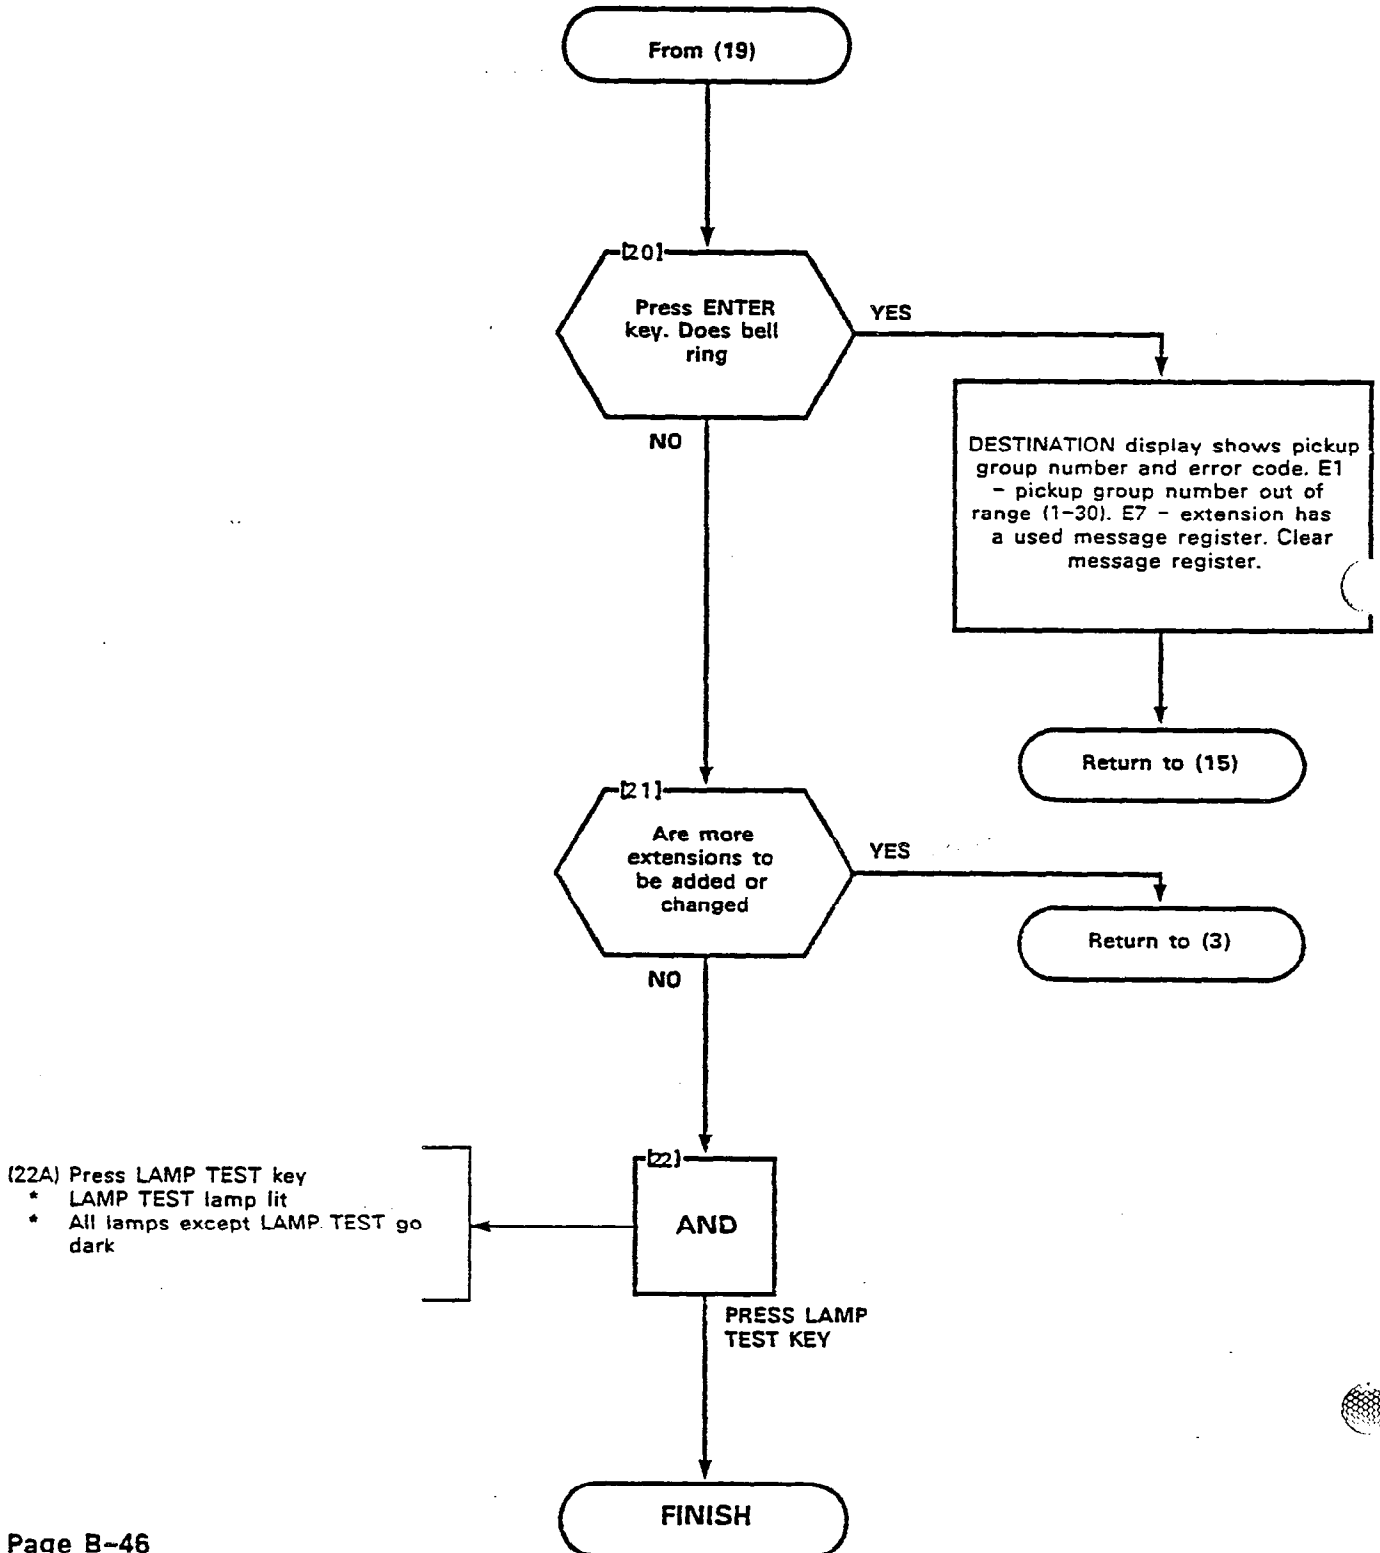 From (19)
[20]
Press ENTER
key. Does bell
ring
YES
NO
DESTINATION display shows pickup
group number and error code. E1
- pickup group number out of
range (1-30). E7 - extension has
a used message register. Clear
message register.
Return to (15)
[21]
Are more
extensions to
be added or
changed
YES
Return to (3)
NO
(22A) Press LAMP TEST key
* LAMP TEST lamp lit
* All lamps except LAMP TEST go
dark
[22]
AND
PRESS LAMP
TEST KEY
FINISH
Page B-46